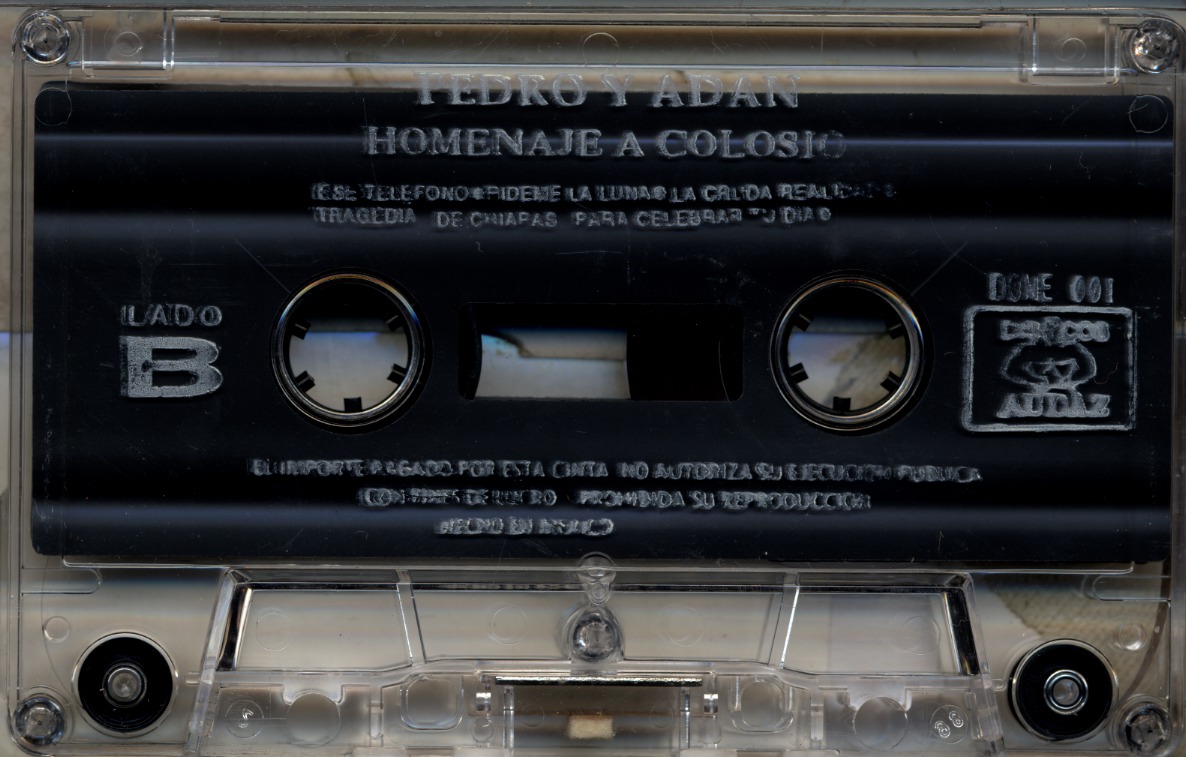 PEDRO Y ADAN
HOMENAJE A COLOSIO
ESE TELEFONO • PIDEME LA LUNA • LA CRUDA REALIDAD •
TRAGEDIA DE CHIAPAS PARA CELEBRAR TU DIA •
LADO
B
DSME 001
DISCOS
AUDAZ
EL IMPORTE PAGADO POR ESTA CINTA NO AUTORIZA SU EJECUCION PUBLICA
CON FINES DE LUCRO PROHIBIDA SU REPRODUCCION
HECHO EN MEXICO